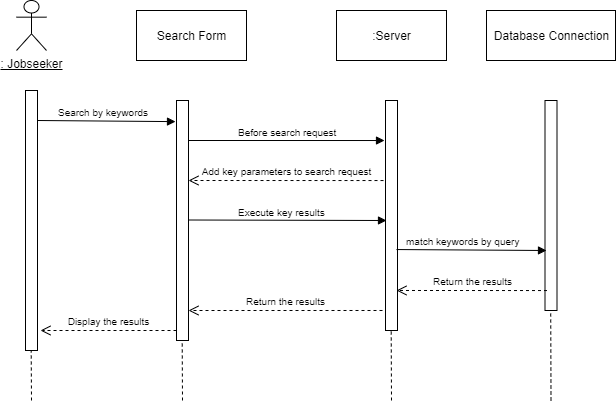 Search Form
:Server
Database Connection
: Jobseeker
Search by keywords
Before search request
Add key parameters to search request
Execute key results
match keywords by query
Return the results
Return the results
Display the results